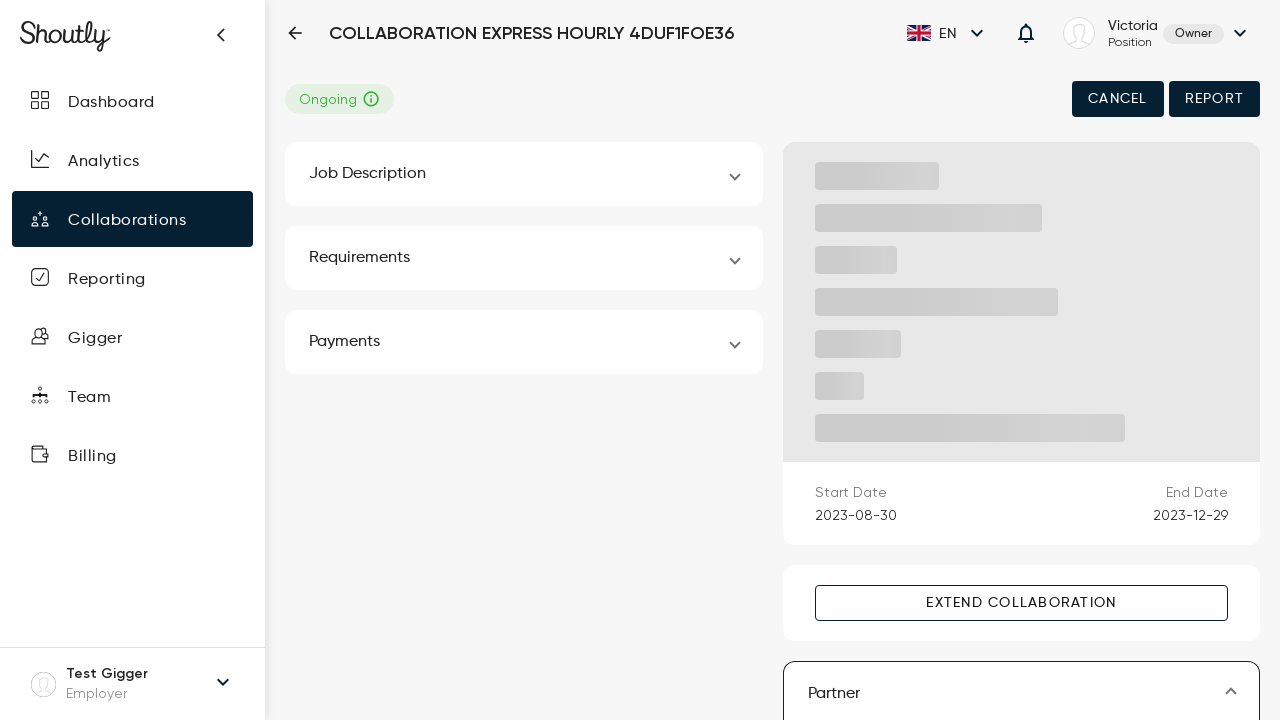 Shoutly
COLLABORATION EXPRESS HOURLY 4DUF1FOE36
EN
Victoria
Position
Owner
Dashboard
Analytics
Collaborations
Reporting
Gigger
Team
Billing
Test Gigger
Employer
Ongoing
CANCEL
REPORT
Job Description
Requirements
Payments
Start Date
End Date
2023-08-30
2023-12-29
EXTEND COLLABORATION
Partner